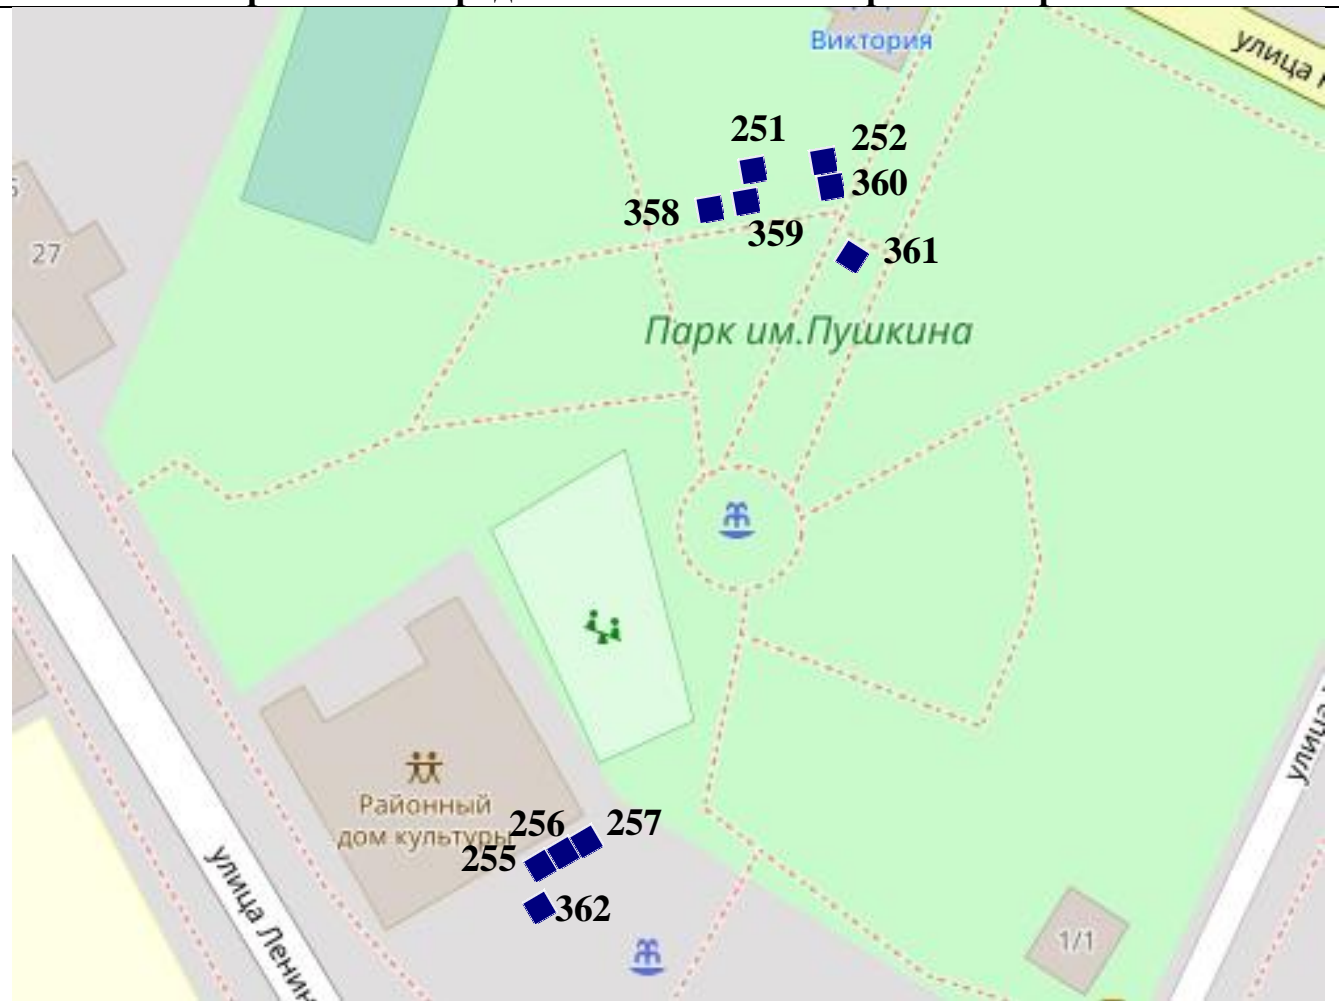 Виктория
улица
251
252
360
358
359
361
27
Парк им.Пушкина
Районный
дом культуры
256
257
255
362
улица Ленин
улица
1/1